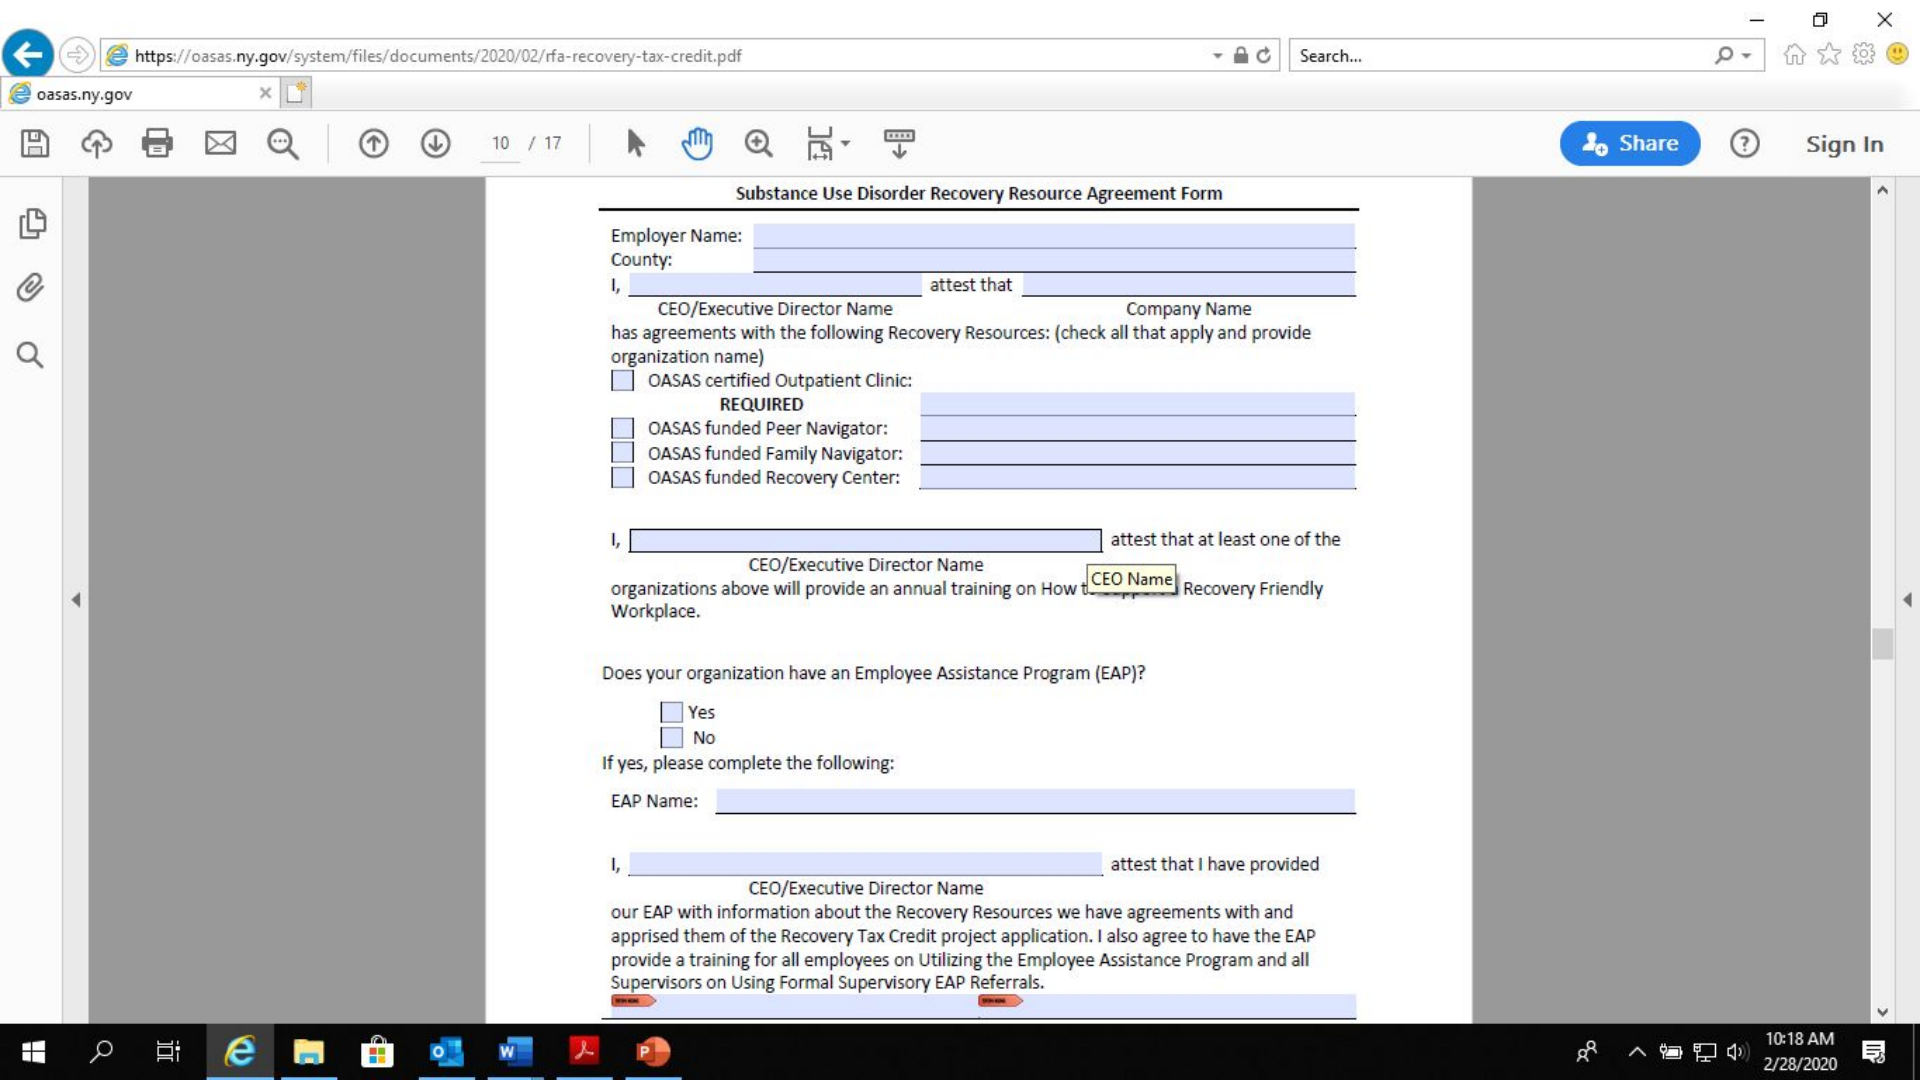 https://oasas.ny.gov/system/files/documents/2020/02/rfa-recovery-tax-credit.pdf
Search...
oasas.ny.gov
10 / 17
Share
Sign In
Substance Use Disorder Recovery Resource Agreement Form
Employer Name:
County:
I, attest that
CEO/Executive Director Name Company Name
has agreements with the following Recovery Resources: (check all that apply and provide
organization name)
OASAS certified Outpatient Clinic:
REQUIRED
OASAS funded Peer Navigator:
OASAS funded Family Navigator:
OASAS funded Recovery Center:
I, attest that at least one of the
CEO/Executive Director Name
CEO Name
organizations above will provide an annual training on How Recovery Friendly
Workplace.
Does your organization have an Employee Assistance Program (EAP)?
Yes
No
If yes, please complete the following:
EAP Name:
I, attest that I have provided
CEO/Executive Director Name
our EAP with information about the Recovery Resources we have agreements with and
apprised them of the Recovery Tax Credit project application. I also agree to have the EAP
provide a training for all employees on Utilizing the Employee Assistance Program and all
Supervisors on Using Formal Supervisory EAP Referrals.
10:18 AM
2/28/2020